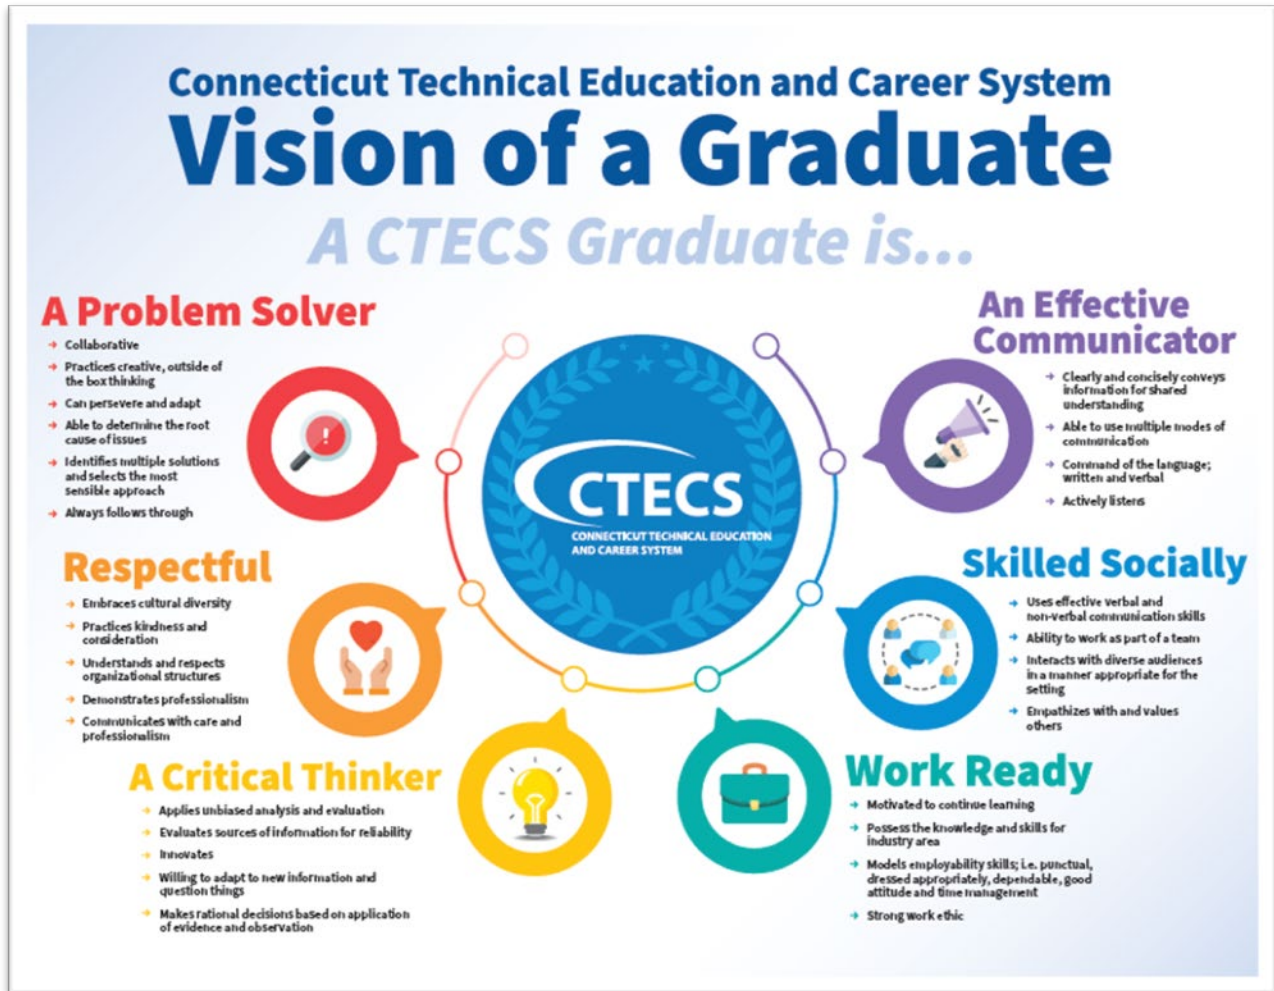 Connecticut Technical Education and Career System
Vision of a Graduate
A CTECS Graduate is...
A Problem Solver
Collaborative
Practices creative, outside of
the box thinking
Can persevere and adapt
Able to determine the root
cause of issues
Identifies multiple solutions
and selects the most
sensible approach
Always follows through
Respectful
Embraces cultural diversity
Practices kindness and
consideration
Understands and respects
organizational structures
Demonstrates professionalism
Communicates with care and
professionalism
A Critical Thinker
Applies unbiased analysis and evaluation
Evaluates sources of information for reliability
Innovates
Willing to adapt to new information and
question things
Makes rational decisions based on application
of evidence and observation
!
CTECS
CONNECTICUT TECHNICAL EDUCATION
AND CAREER SYSTEM
An Effective
Communicator
Clearly and concisely conveys
information for shared
understanding
Able to use multiple modes of
communication
Command of the language;
written and verbal
Actively listens
Skilled Socially
Uses effective verbal and
non-verbal communication skills
Ability to work as part of a team
Interacts with diverse audiences
in a manner appropriate for the
setting
Empathizes with and values
others
Work Ready
Motivated to continue learning
Possess the knowledge and skills for
industry area
Models employability skills; i.e. punctual,
dressed appropriately, dependable, good
attitude and time management
Strong work ethic